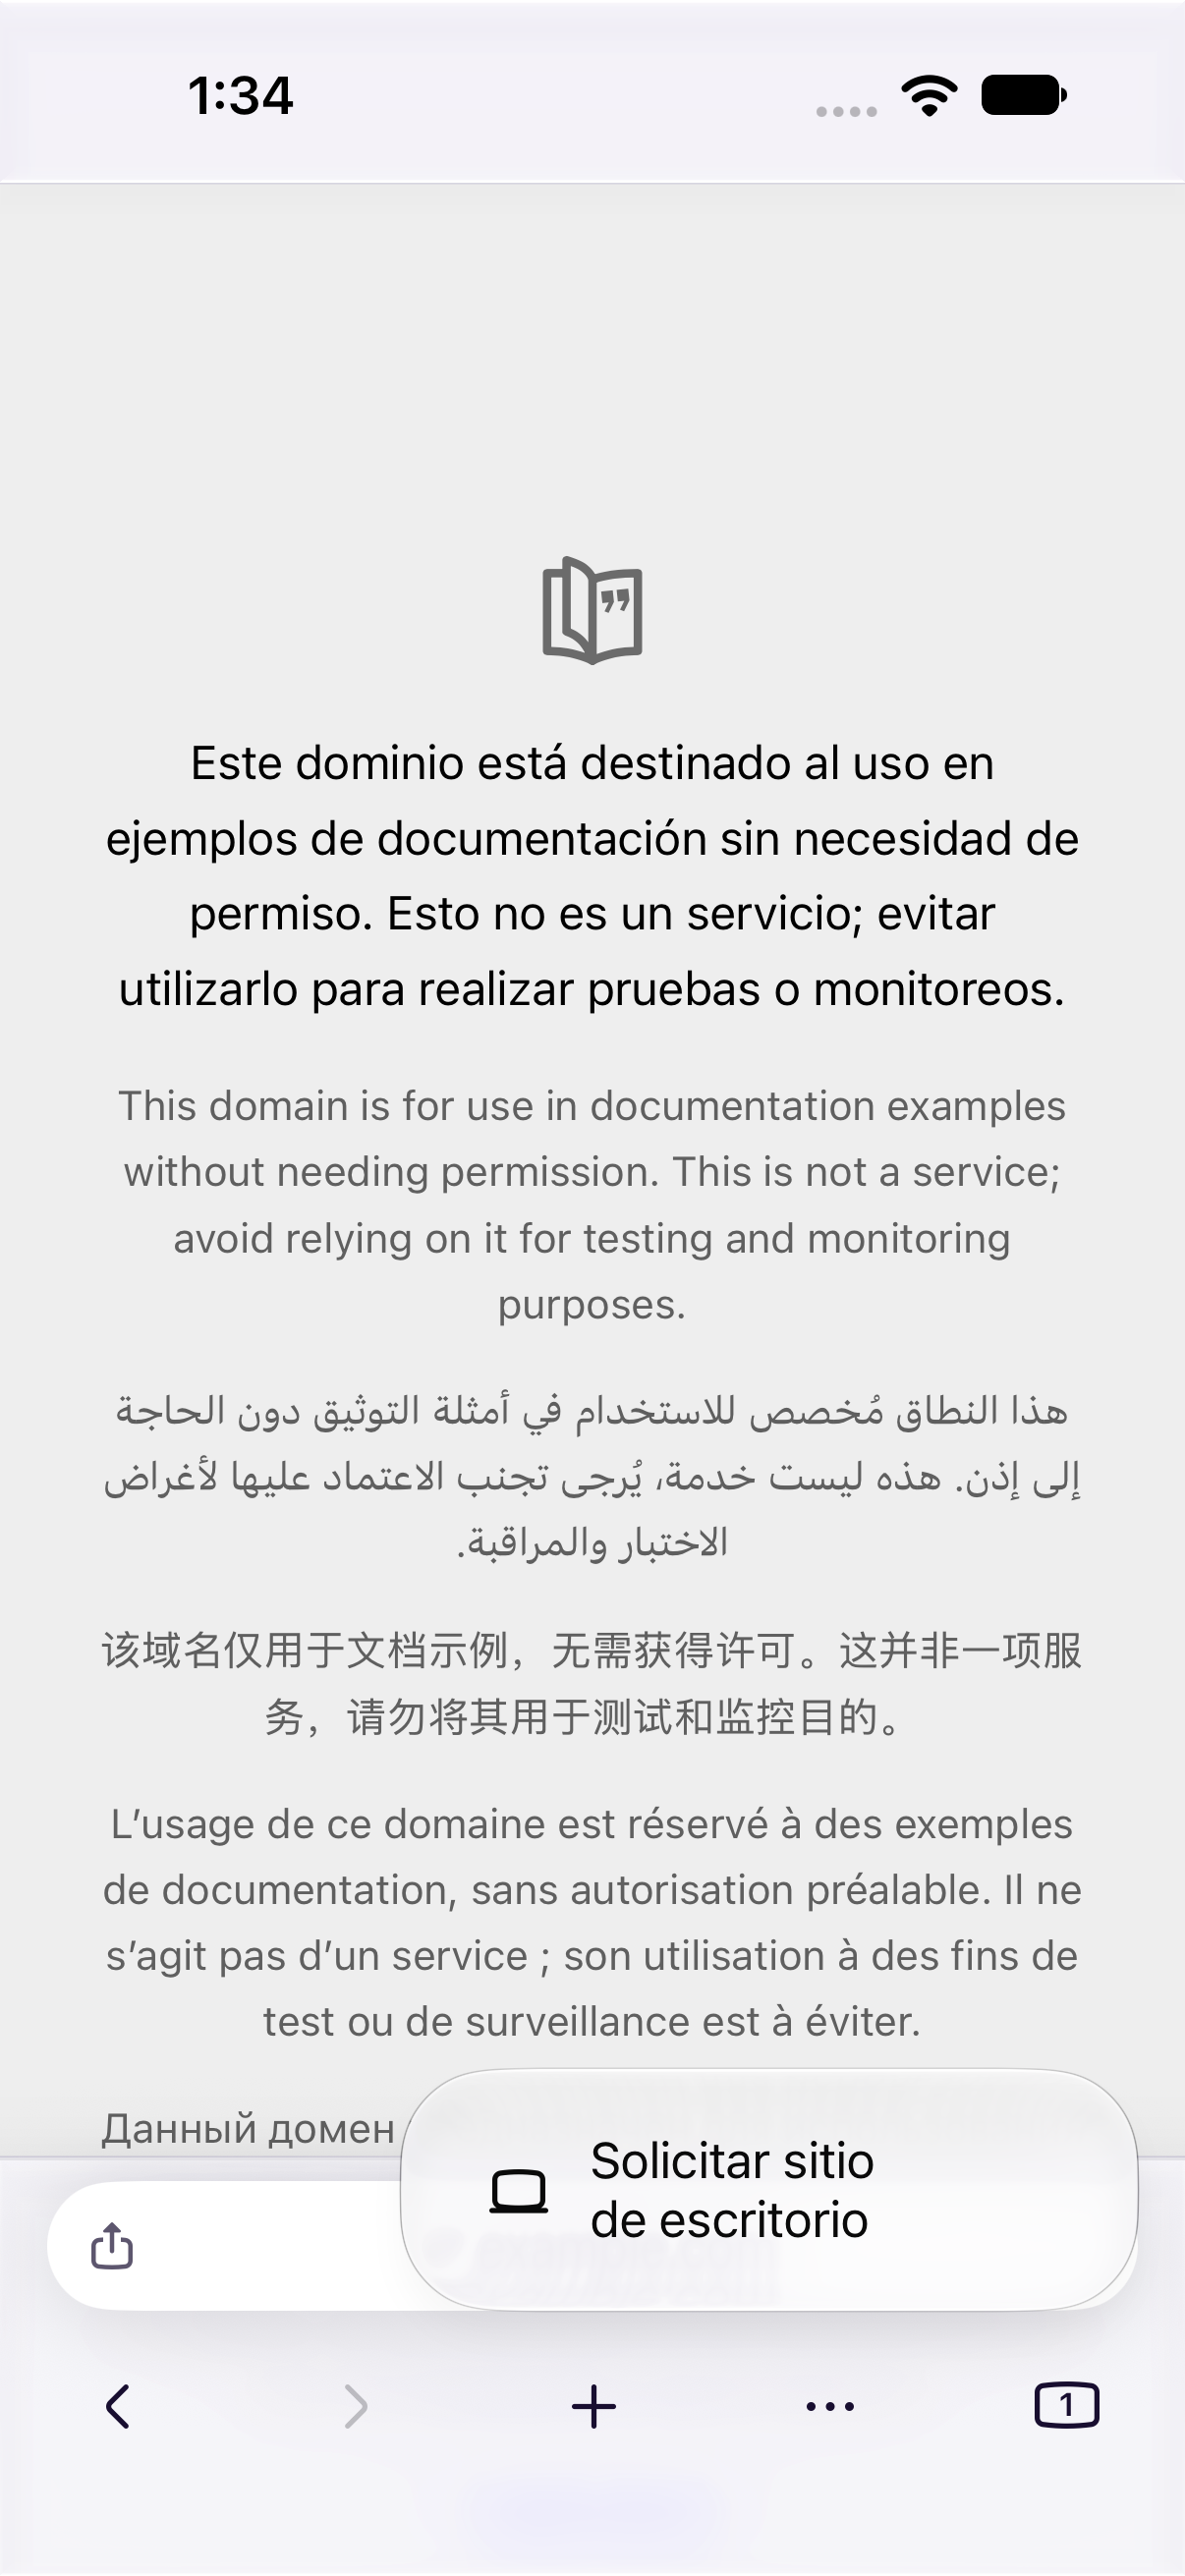 1:34
Este dominio está destinado al uso en
ejemplos de documentación sin necesidad de
permiso. Esto no es un servicio; evitar
utilizarlo para realizar pruebas o monitoreos.
This domain is for use in documentation examples
without needing permission. This is not a service;
avoid relying on it for testing and monitoring
purposes.
هذا النطاق مُخصص للاستخدام في أمثلة التوثيق دون الحاجة
إلى إذن. هذه ليست خدمة، يُرجى تجنب الاعتماد عليها لأغراض
الاختبار والمراقبة.
该域名仅用于文档示例，无需获得许可。这并非一项服
务，请勿将其用于测试和监控目的。
L’usage de ce domaine est réservé à des exemples
de documentation, sans autorisation préalable. Il ne
s’agit pas d’un service ; son utilisation à des fins de
test ou de surveillance est à éviter.
Данный домен
Solicitar sitio
de escritorio
1